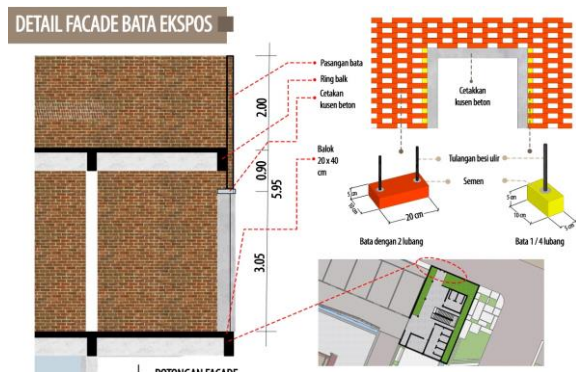 DETAIL FACADE BATA EKSPOS
Pasangan bata
Ring balk
Cetakan
kusen beton
Balok
20 x 40
cm
2.00
0.90
5.95
3.05
Cetakkan
kusen beton
Tulangan besi ulir
Semen
5 cm
10 cm
20 cm
5 cm
10 cm
5 cm
Bata dengan 2 lubang
Bata 1 / 4 lubang
POTONGAN FACADE